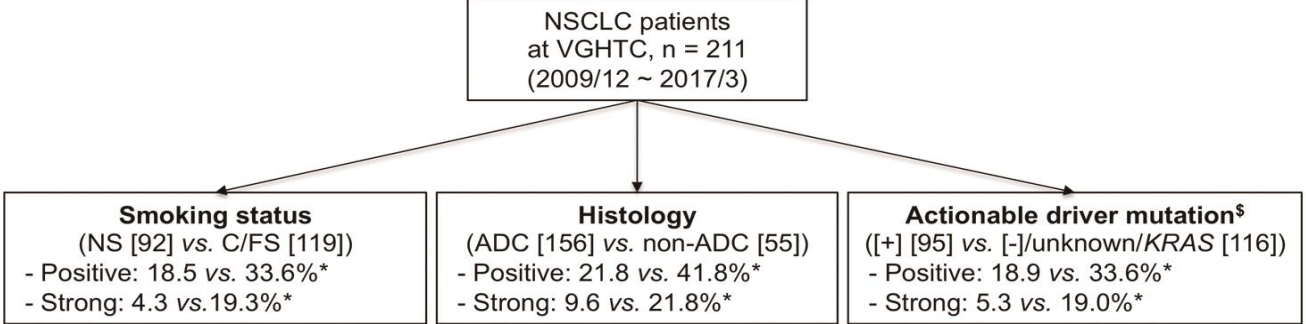 NSCLC patients
at VGHTC, n = 211
(2009/12 ~ 2017/3)
Smoking status
(NS [92] vs. C/FS [119])
- Positive: 18.5 vs. 33.6%*
- Strong: 4.3 vs.19.3%*
Histology
(ADC [156] vs. non-ADC [55])
- Positive: 21.8 vs. 41.8%*
- Strong: 9.6 vs. 21.8%*
Actionable driver mutation$
([+] [95] vs. [-]/unknown/KRAS [116])
- Positive: 18.9 vs. 33.6%*
- Strong: 5.3 vs. 19.0%*